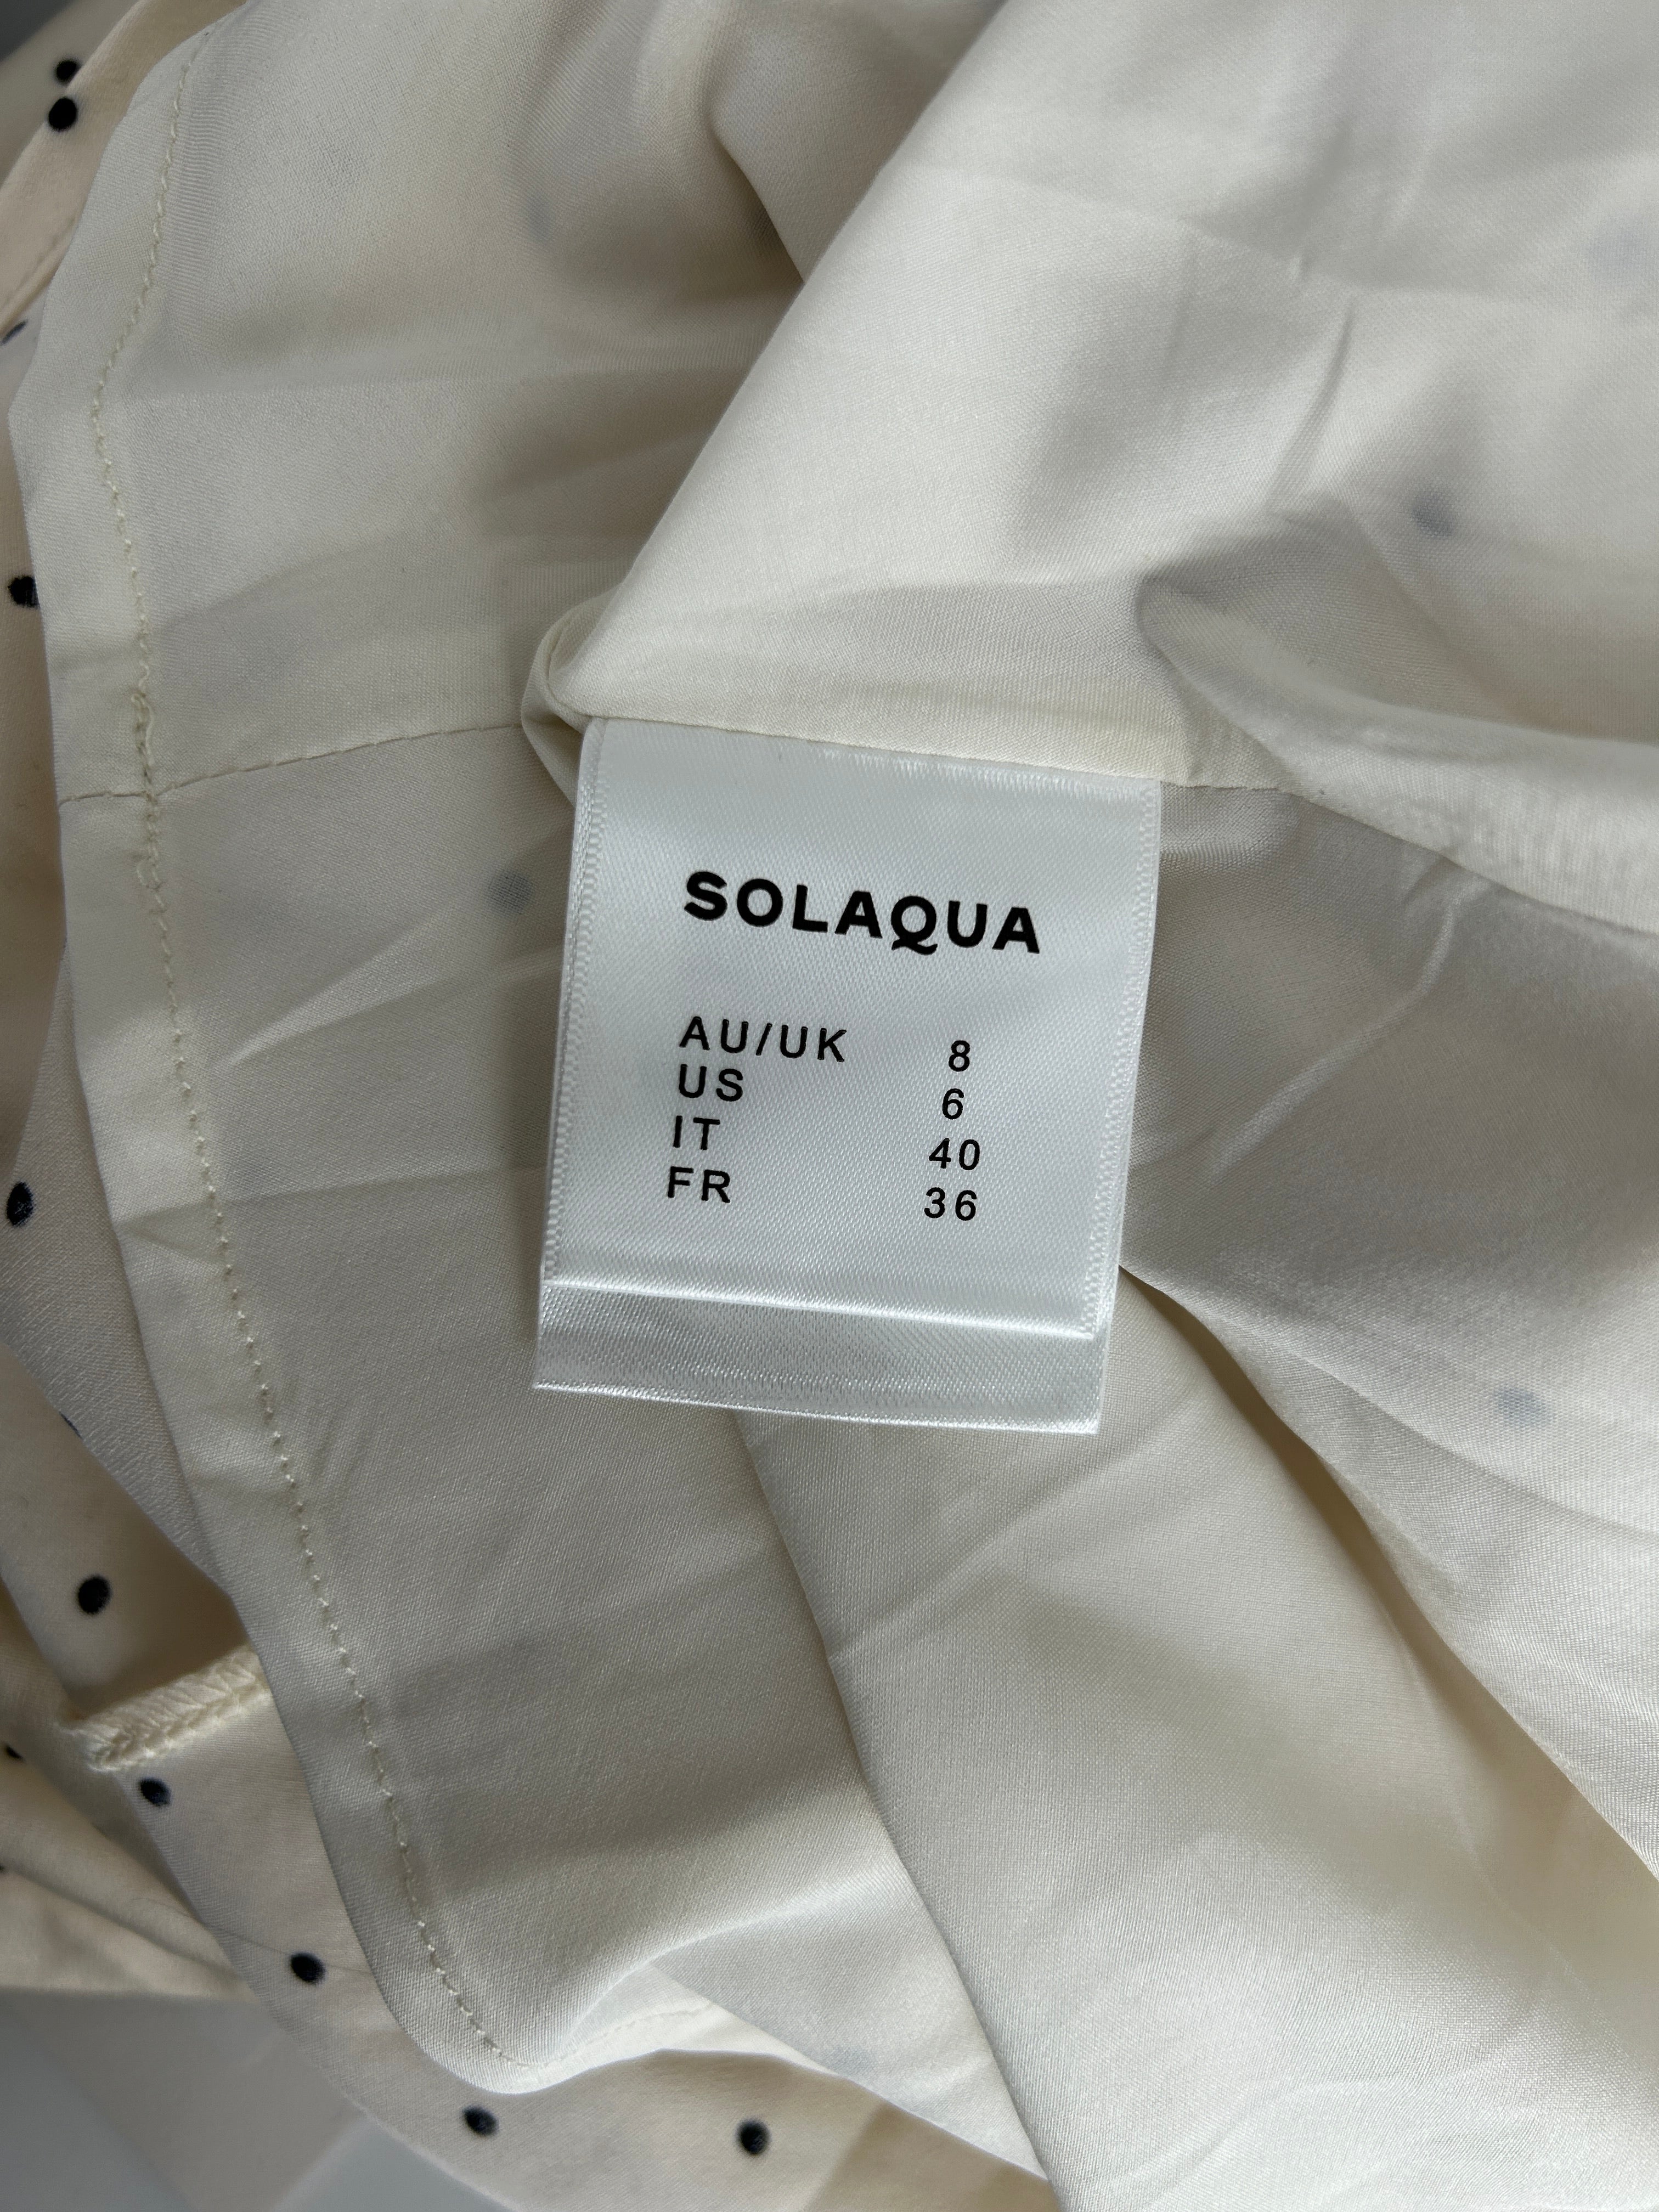 SOLAQUA
AU/UK 8
US 6
IT 40
FR 36